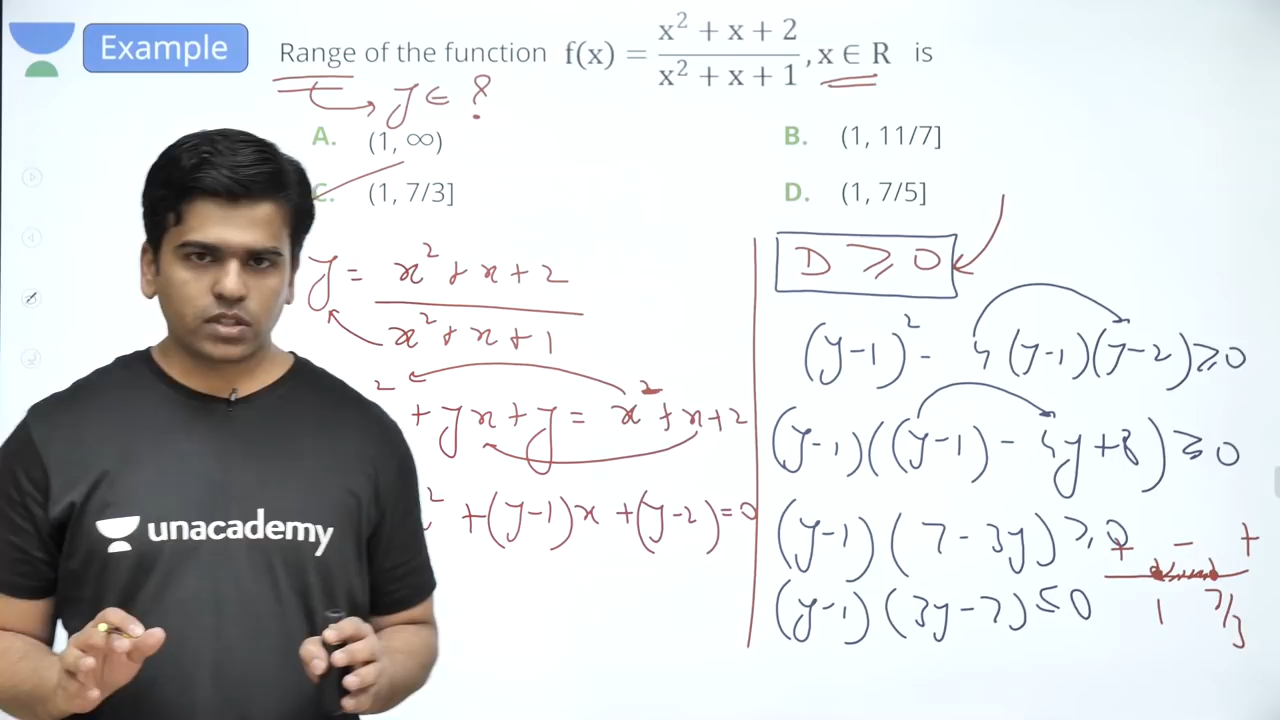 Example Range of the function f(x) = (x² + x + 2)/(x² + x + 1), x ∈ R is
y ∈ ?
A. (1, ∞)
B. (1, 11/7]
C. (1, 7/3]
D. (1, 7/5]
y = (x² + x + 2)/(x² + x + 1)
² + yx + y = x² + x + 2
² + (y-1)x + (y-2) = 0
D ≥ 0
(y-1)² - 4(y-1)(y-2) ≥ 0
(y-1)((y-1) - 4y + 8) ≥ 0
(y-1)(7 - 3y) ≥ 0
+ - +
(y-1)(3y-7) ≤ 0
1 7/3
unacademy